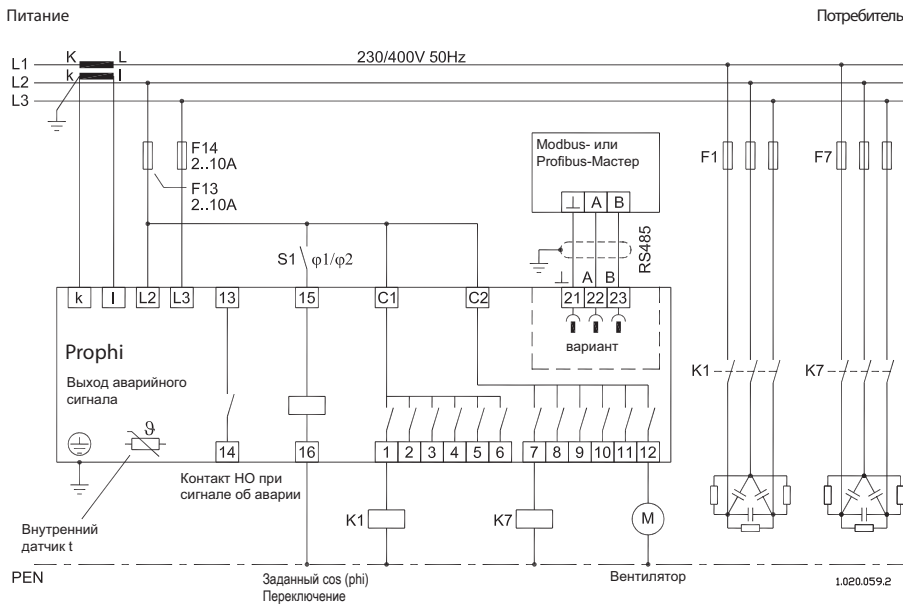 Питание
Потребитель
K L
L1 230/400V 50Hz
k l
L2
L3
F14
2..10A
F13
2..10A
Modbus- или
Profibus-Мастер
F1
F7
⊥ A B
S1 φ1/φ2
RS485
⊥ A B
k l L2 L3 13 15 C1 C2 21 22 23
вариант
Prophi
Выход аварийного
сигнала
K1
K7
ϑ
14 16 1 2 3 4 5 6 7 8 9 10 11 12
Контакт НО при
сигнале об аварии
K1
K7
M
Внутренний
датчик t
PEN
Заданный cos (phi)
Переключение
Вентилятор
1.020.059.2